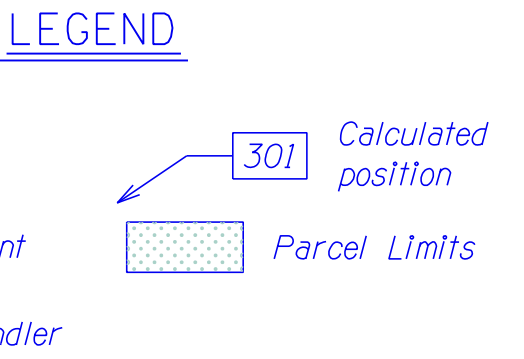 LEGEND
301
Calculated
position
nt
Parcel Limits
ndler